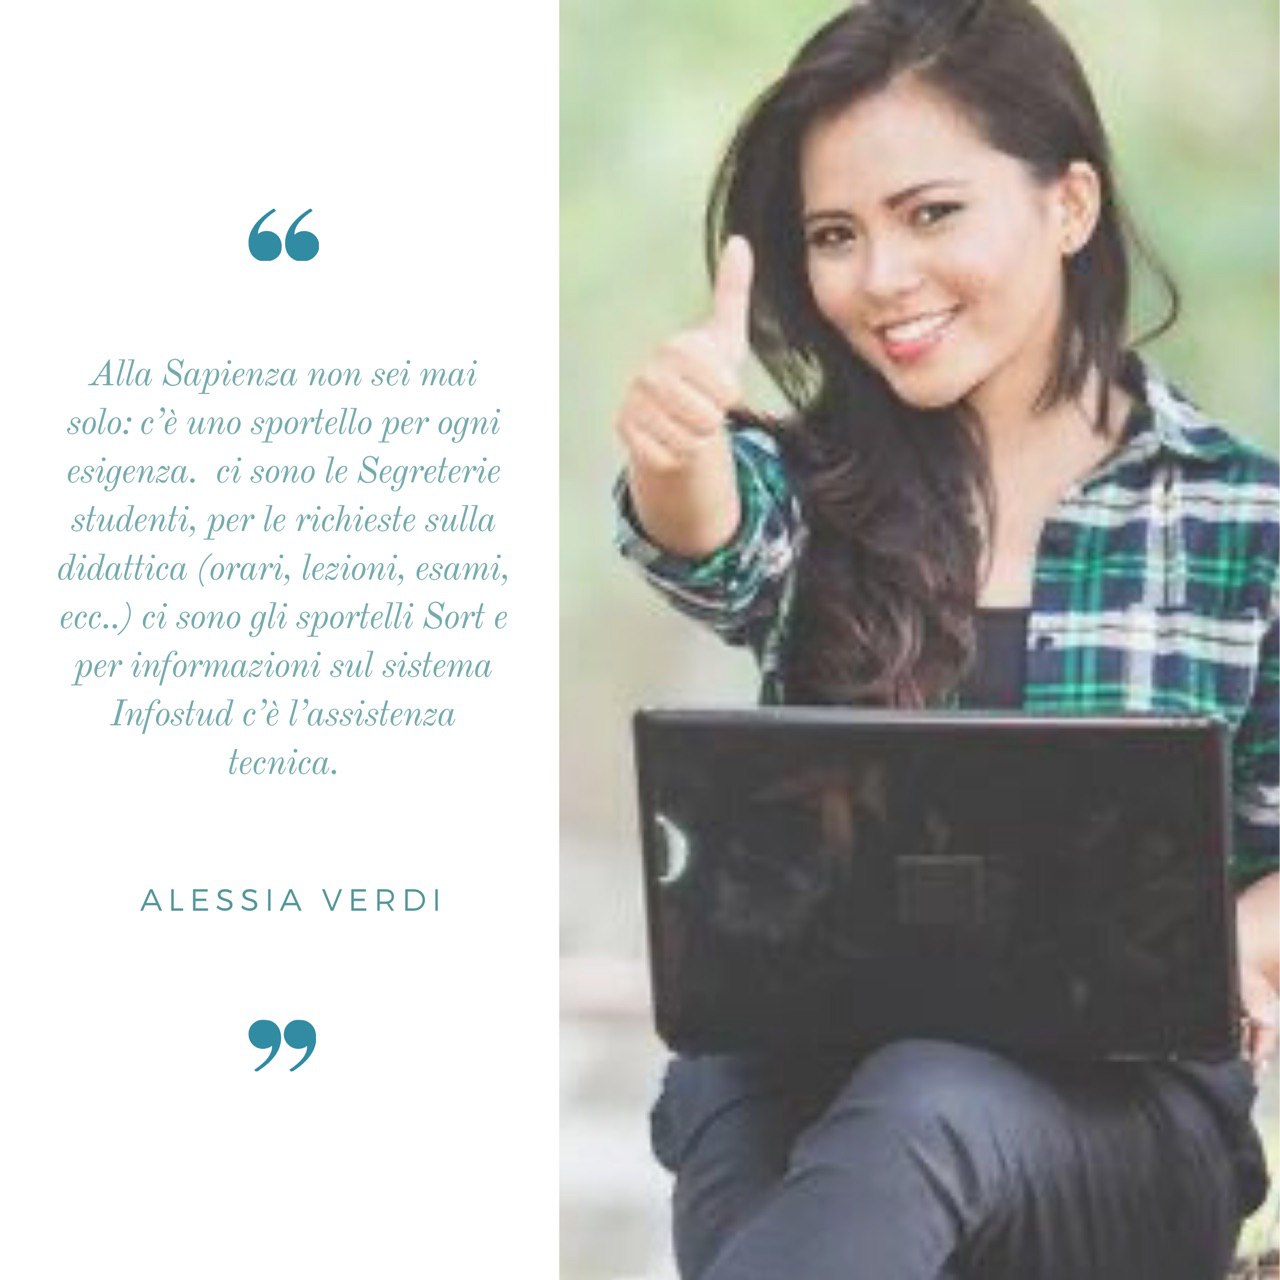 “
Alla Sapienza non sei mai
solo: c’è uno sportello per ogni
esigenza.  ci sono le Segreterie
studenti, per le richieste sulla
didattica (orari, lezioni, esami,
ecc..) ci sono gli sportelli Sort e
per informazioni sul sistema
Infostud c’è l’assistenza
tecnica.
ALESSIA VERDI
”